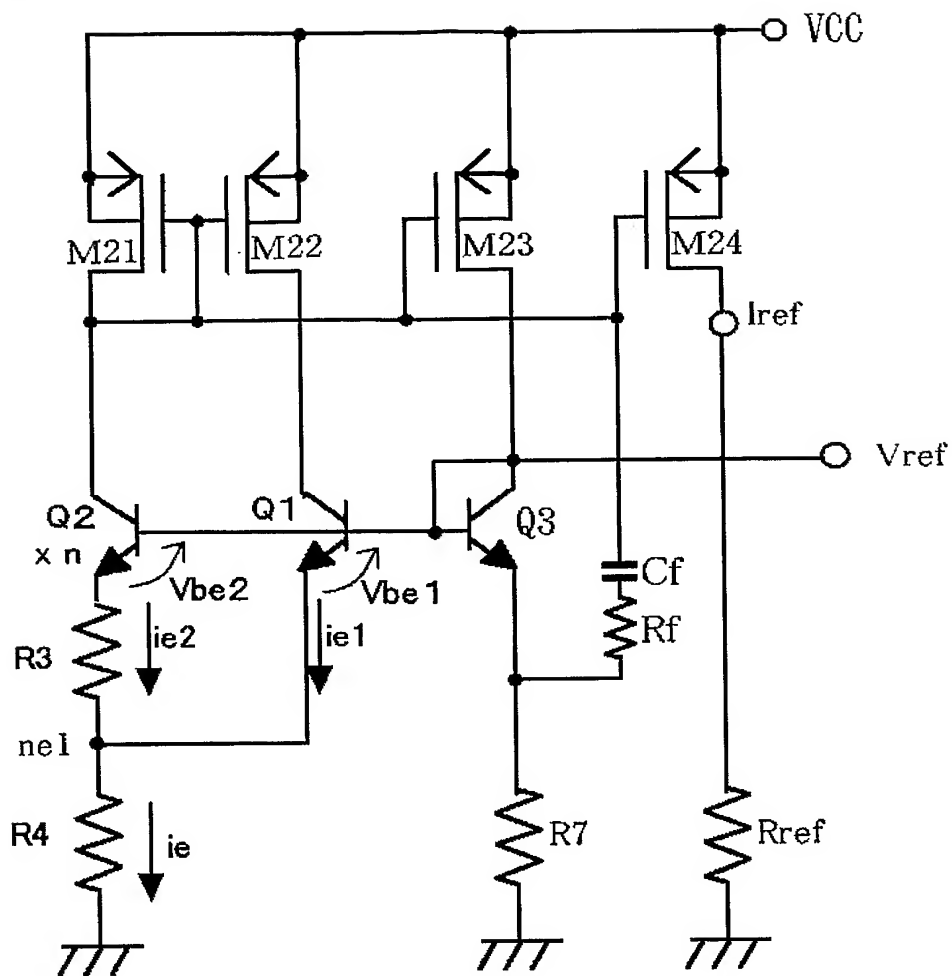 VCC
M21
M22
M23
M24
Iref
Vref
Q2
x n
Q1
Q3
Vbe2
Vbe1
Cf
Rf
R3
ie2
ie1
ne1
R4
ie
R7
Rref